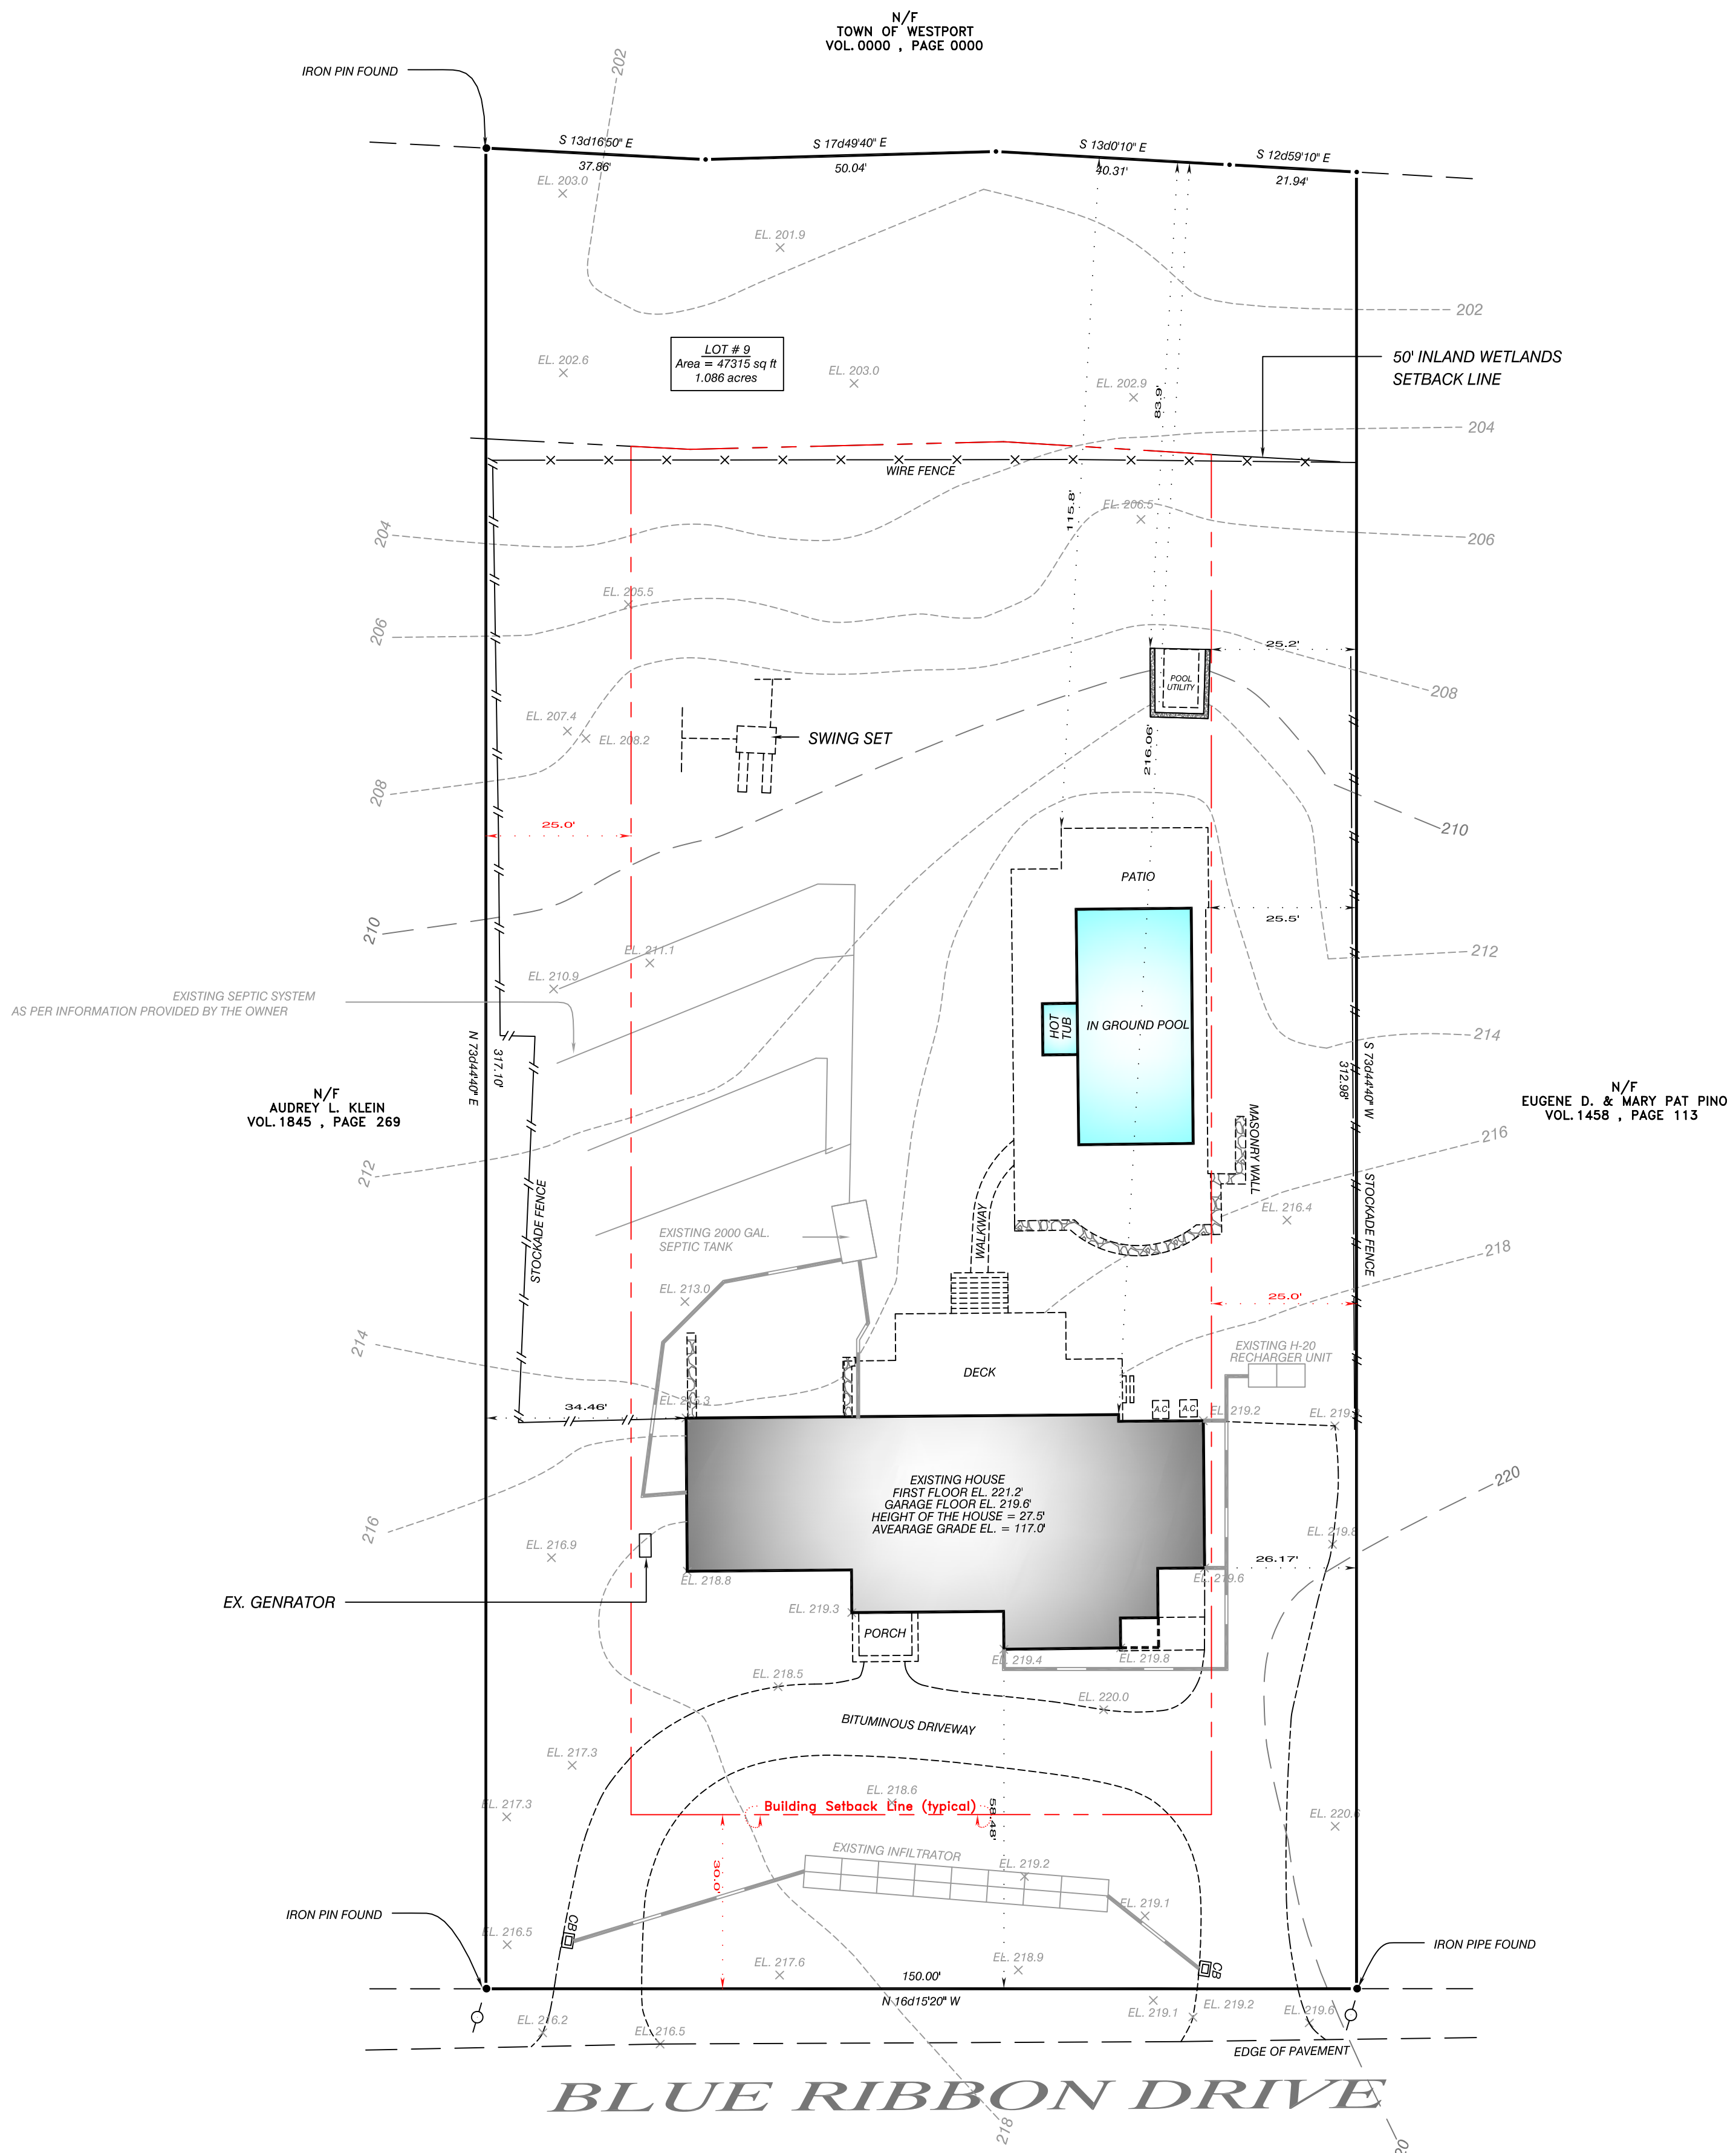 N/F
TOWN OF WESTPORT
VOL. 0000 , PAGE 0000
IRON PIN FOUND
202
S 13d16'50" E
37.86'
S 17d49'40" E
50.04'
S 13d0'10" E
40.31'
S 12d59'10" E
21.94'
EL. 203.0
EL. 201.9
202
LOT # 9
Area = 47315 sq ft
1.086 acres
EL. 202.6
EL. 203.0
EL. 202.9
83.9'
50' INLAND WETLANDS
SETBACK LINE
204
WIRE FENCE
115.8'
EL. 206.5
204
206
EL. 205.5
206
25.2'
POOL
UTILITY
208
EL. 207.4
EL. 208.2
SWING SET
216.06'
208
25.0'
210
PATIO
25.5'
210
EL. 211.1
EL. 210.9
212
EXISTING SEPTIC SYSTEM
AS PER INFORMATION PROVIDED BY THE OWNER
HOT
TUB
IN GROUND POOL
214
N 73d44'40" E
317.10'
S 73d44'40" W
312.98'
N/F
AUDREY L. KLEIN
VOL. 1845 , PAGE 269
N/F
EUGENE D. & MARY PAT PINO
VOL. 1458 , PAGE 113
MASONRY WALL
216
212
STOCKADE FENCE
STOCKADE FENCE
EL. 216.4
EXISTING 2000 GAL.
SEPTIC TANK
WALKWAY
218
EL. 213.0
25.0'
214
EXISTING H-20
RECHARGER UNIT
DECK
34.46'
A.C
A.C
EL. 219.2
EXISTING HOUSE
FIRST FLOOR EL. 221.2'
GARAGE FLOOR EL. 219.6'
HEIGHT OF THE HOUSE = 27.5'
AVEARAGE GRADE EL. = 117.0'
220
216
EL. 216.9
EL. 219.8
26.17'
EL. 218.8
EL. 219.6
EX. GENRATOR
EL. 219.3
PORCH
EL. 219.4
EL. 219.8
EL. 218.5
EL. 220.0
BITUMINOUS DRIVEWAY
EL. 217.3
EL. 217.3
EL. 218.6
Building Setback Line (typical)
58.48'
EL. 220.6
30.0'
EXISTING INFILTRATOR
EL. 219.2
EL. 219.1
IRON PIN FOUND
CB
EL. 216.5
IRON PIPE FOUND
EL. 217.6
EL. 218.9
CB
150.00'
N 16d15'20" W
EL. 216.2
EL. 216.5
EL. 219.1
EL. 219.2
EL. 219.6
EDGE OF PAVEMENT
BLUE RIBBON DRIVE
218